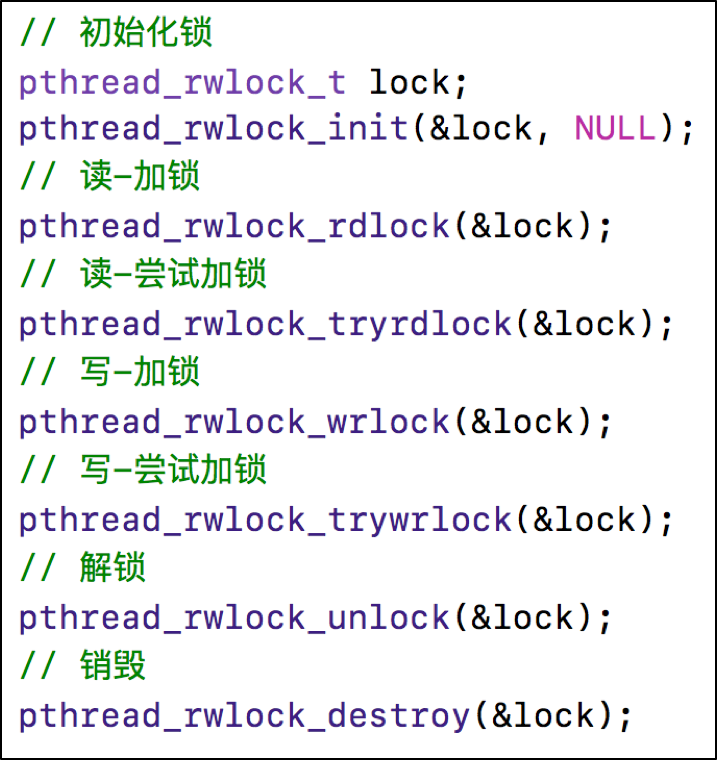 // 初始化锁
pthread_rwlock_t lock;
pthread_rwlock_init(&lock, NULL);
// 读-加锁
pthread_rwlock_rdlock(&lock);
// 读-尝试加锁
pthread_rwlock_tryrdlock(&lock);
// 写-加锁
pthread_rwlock_wrlock(&lock);
// 写-尝试加锁
pthread_rwlock_trywrlock(&lock);
// 解锁
pthread_rwlock_unlock(&lock);
// 销毁
pthread_rwlock_destroy(&lock);